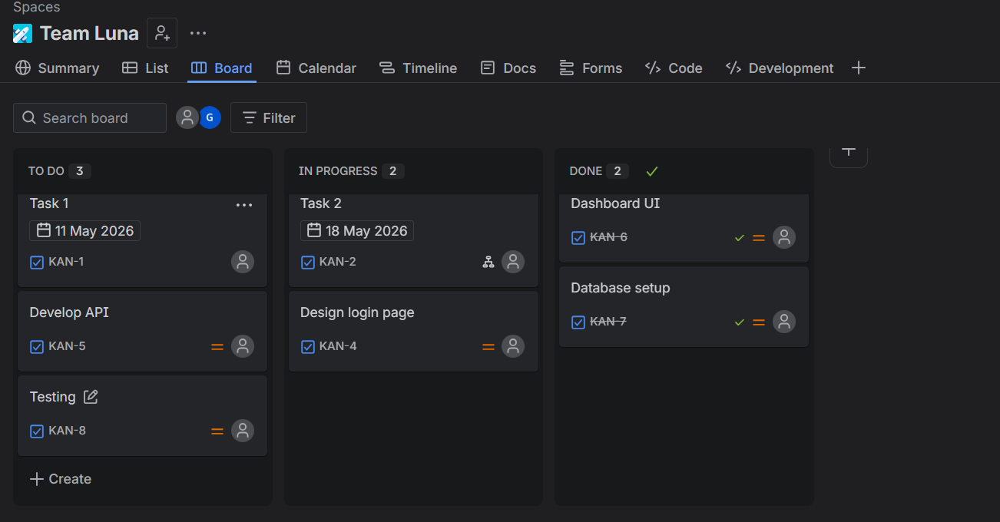 Spaces
Team Luna
Summary List Board Calendar Timeline Docs Forms Code Development
Search board G Filter
TO DO 3
Task 1
11 May 2026
KAN-1
Develop API
KAN-5
Testing
KAN-8
Create
IN PROGRESS 2
Task 2
18 May 2026
KAN-2
Design login page
KAN-4
DONE 2
Dashboard UI
KAN-6
Database setup
KAN-7